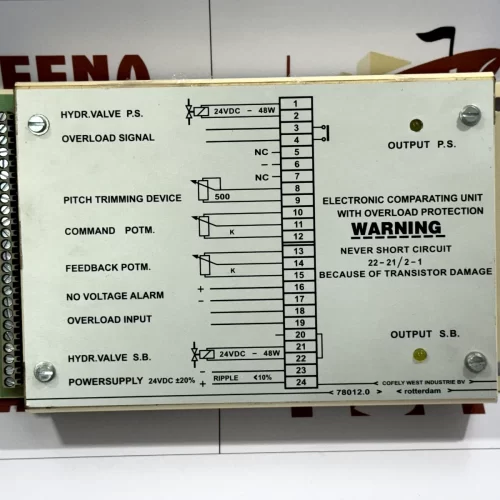 EENA
HYDR.VALVE P.S.
24VDC - 48W
OVERLOAD SIGNAL
NC
-
NC
PITCH TRIMMING DEVICE
500
COMMAND POTM.
K
FEEDBACK POTM.
K
NO VOLTAGE ALARM
+
-
OVERLOAD INPUT
HYDR.VALVE S.B.
24VDC - 48W
POWERSUPPLY 24VDC ±20%
-
+
RIPPLE <10%
1
2
3
4
5
6
7
8
9
10
11
12
13
14
15
16
17
18
19
20
21
22
23
24
OUTPUT P.S.
ELECTRONIC COMPARATING UNIT
WITH OVERLOAD PROTECTION
WARNING
NEVER SHORT CIRCUIT
22-21/2-1
BECAUSE OF TRANSISTOR DAMAGE
OUTPUT S.B.
COFELY WEST INDUSTRIE BV
< 78012.0 < rotterdam >